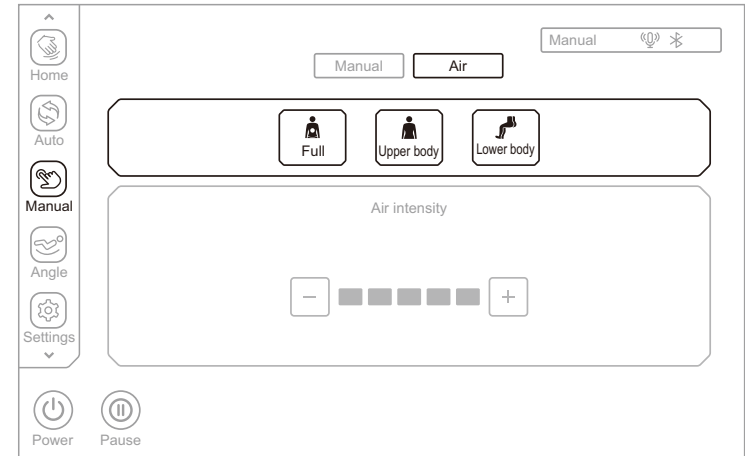 Home
Auto
Manual
Angle
Settings
Power
Pause
Manual
Manual
Air
Full
Upper body
Lower body
Air intensity